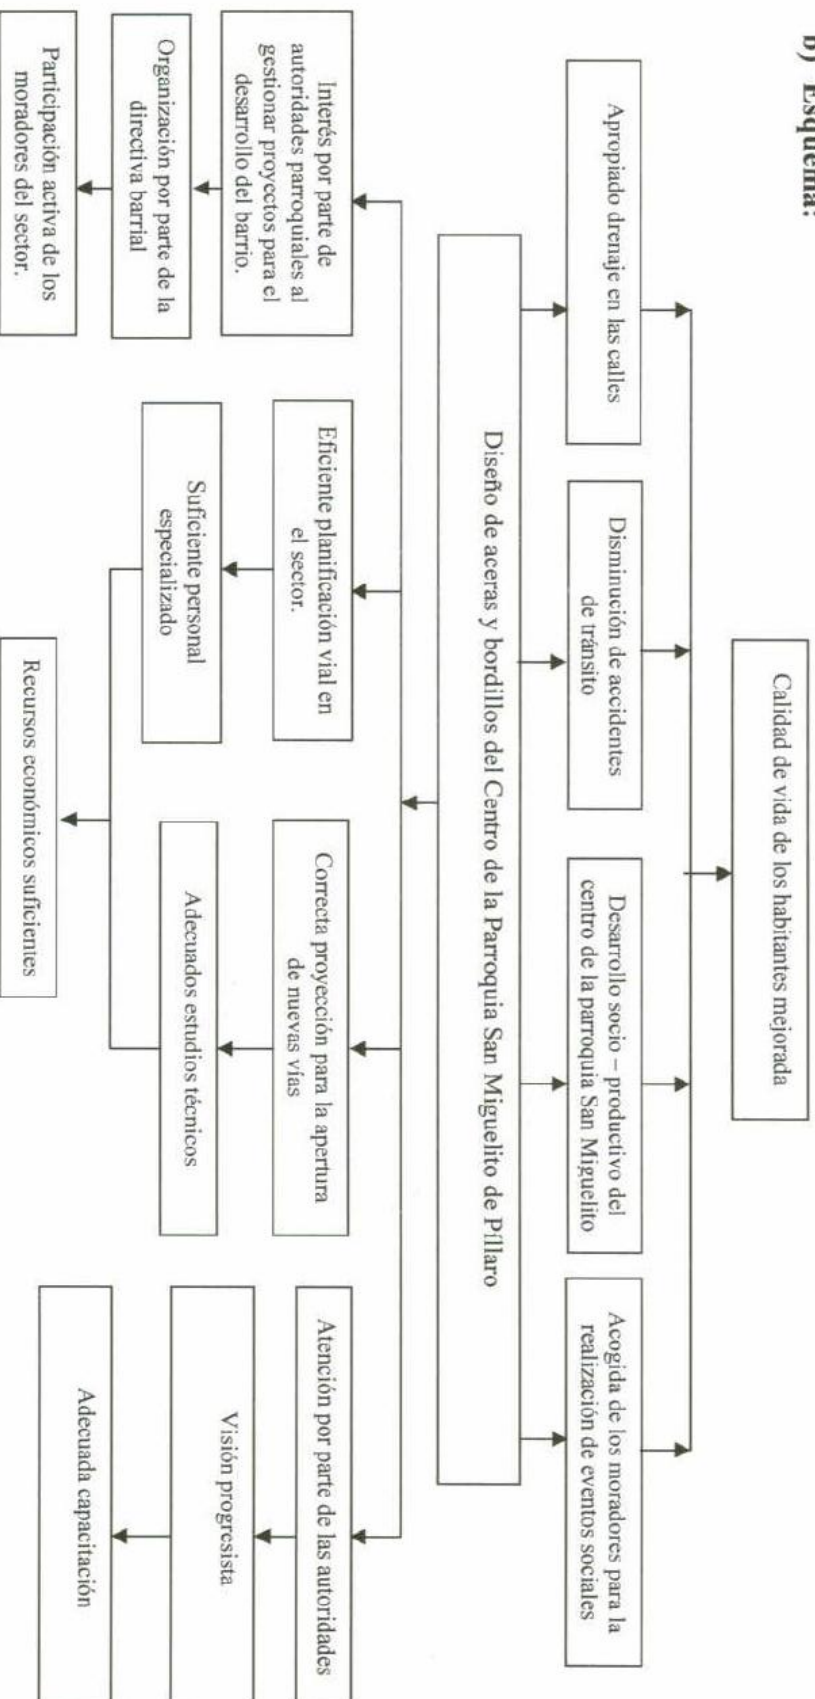 b) Esquema:
Calidad de vida de los habitantes mejorada
Apropiado drenaje en las calles
Disminución de accidentes
de tránsito
Desarrollo socio – productivo del
centro de la parroquia San Miguelito
Acogida de los moradores para la
realización de eventos sociales
Diseño de aceras y bordillos del Centro de la Parroquia San Miguelito de Píllaro
Interés por parte de
autoridades parroquiales al
gestionar proyectos para el
desarrollo del barrio.
Eficiente planificación vial en
el sector.
Correcta proyección para la apertura
de nuevas vías
Atención por parte de las autoridades
Organización por parte de la
directiva barrial
Suficiente personal
especializado
Adecuados estudios técnicos
Visión progresista
Participación activa de los
moradores del sector.
Recursos económicos suficientes
Adecuada capacitación